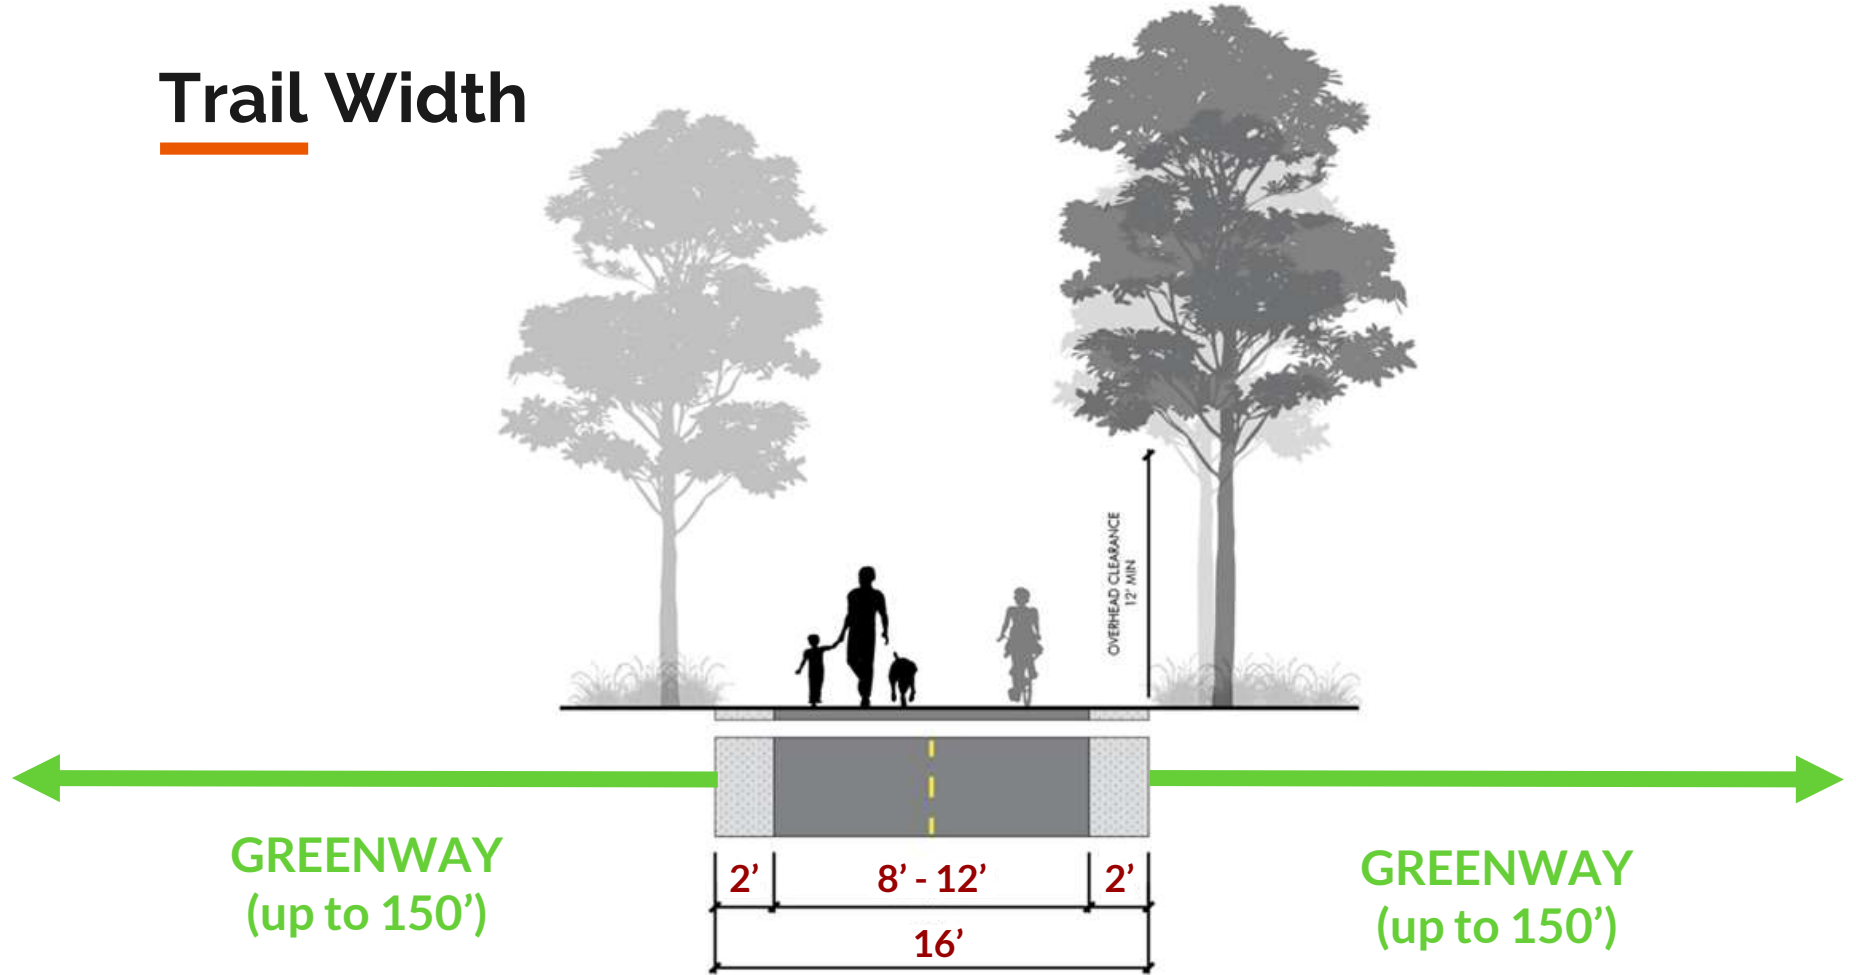 Trail Width
OVERHEAD CLEARANCE
12' MIN
GREENWAY
(up to 150’)
2’
8’ - 12’
2’
16’
GREENWAY
(up to 150’)